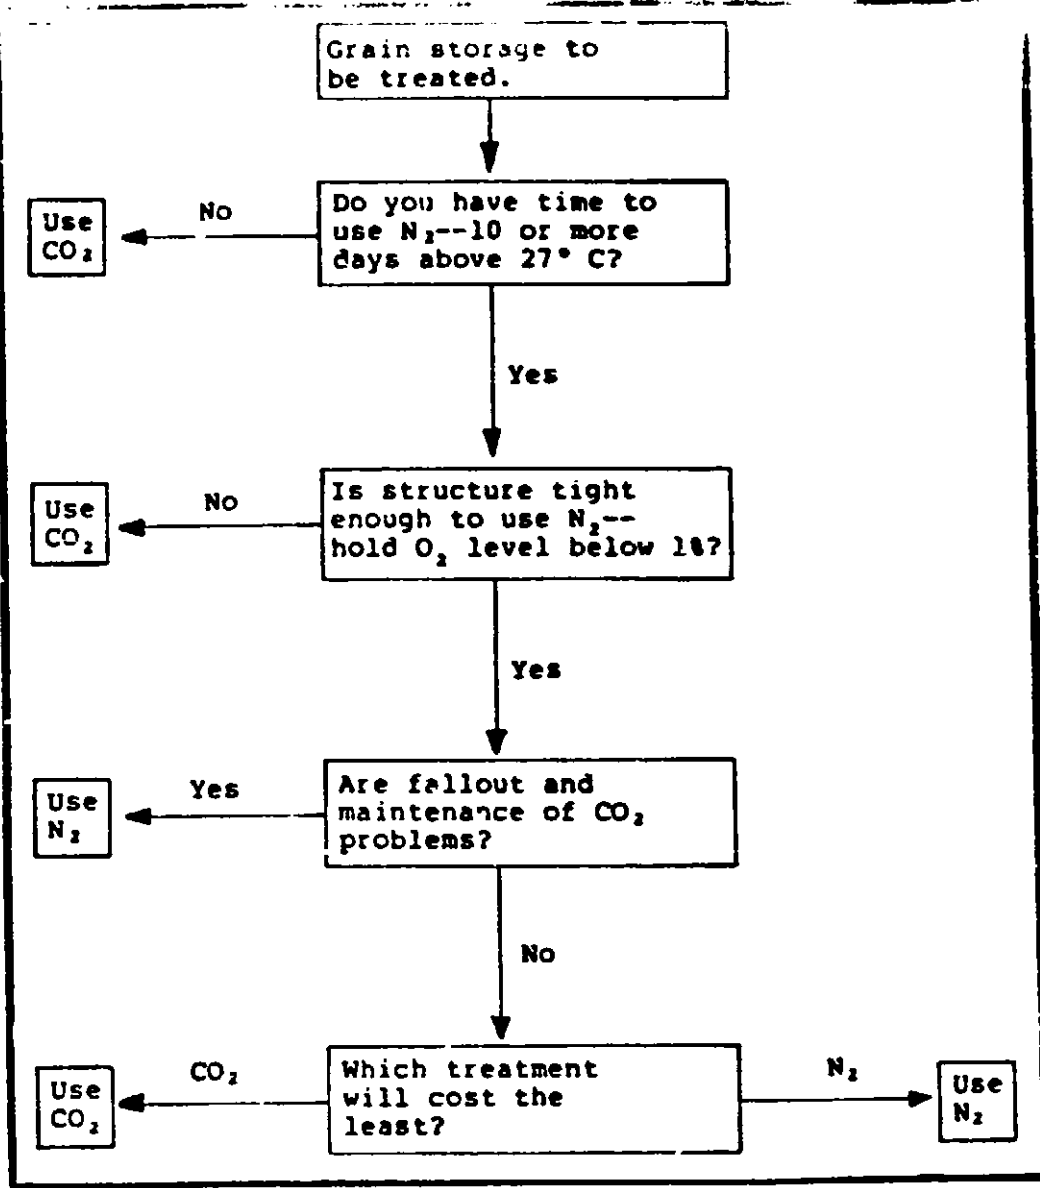 Grain storage to
be treated.
Do you have time to
use N₂--10 or more
days above 27° C?
No
Use
CO₂
Yes
Is structure tight
enough to use N₂--
hold O₂ level below 1%?
No
Use
CO₂
Yes
Are fallout and
maintenance of CO₂
problems?
Yes
Use
N₂
No
Which treatment
will cost the
least?
CO₂
Use
CO₂
N₂
Use
N₂